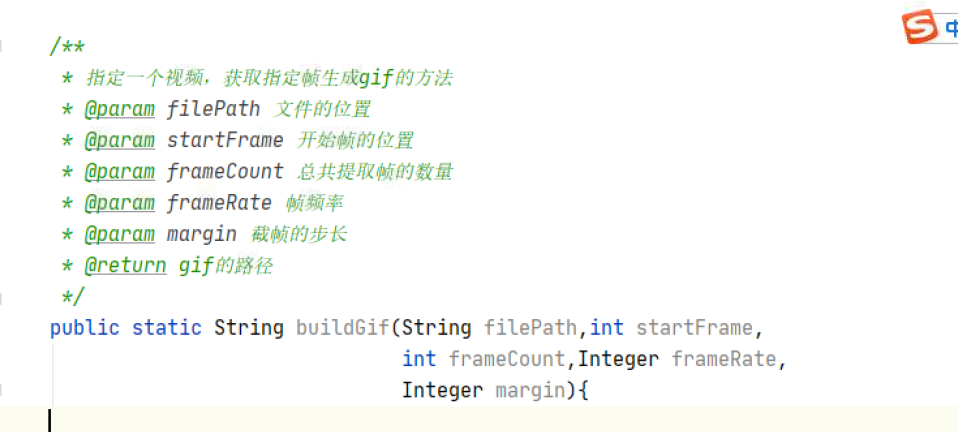 /**
* 指定一个视频，获取指定帧生成gif的方法
* @param filePath 文件的位置
* @param startFrame 开始帧的位置
* @param frameCount 总共提取帧的数量
* @param frameRate 帧频率
* @param margin 截帧的步长
* @return gif的路径
*/
public static String buildGif(String filePath,int startFrame,
int frameCount,Integer frameRate,
Integer margin){
S